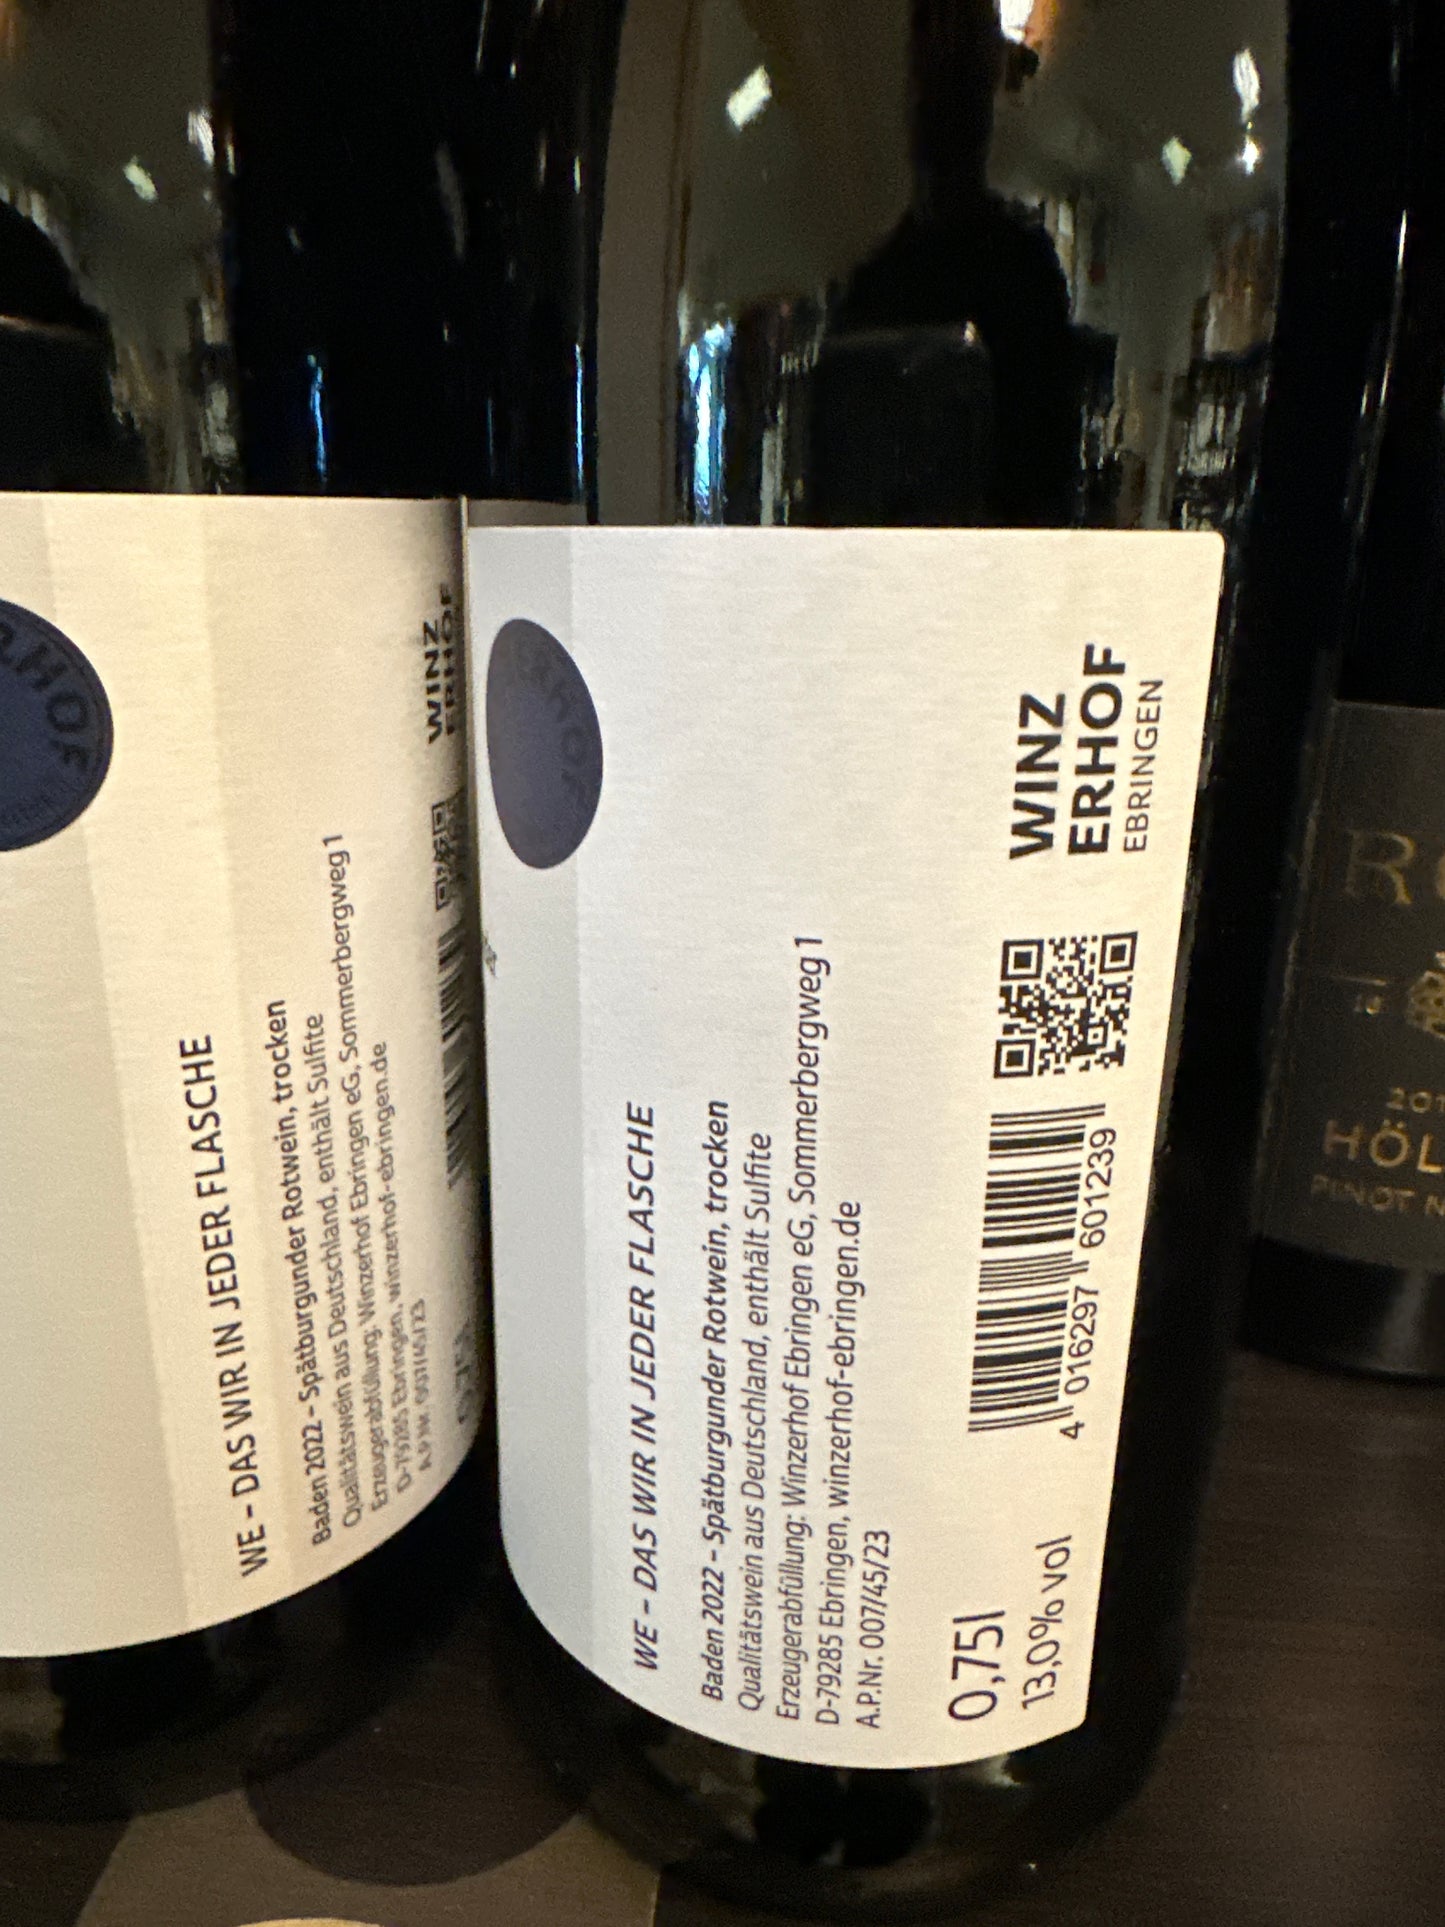 RHOF
WE – DAS WIR IN JEDER FLASCHE
Baden 2022 – Spätburgunder Rotwein, trocken
Qualitätswein aus Deutschland, enthält Sulfite
Erzeugerabfüllung: Winzerhof Ebringen eG, Sommerbergweg 1
D-79285 Ebringen, winzerhof-ebringen.de
WINZ
ERHOF
WE – DAS WIR IN JEDER FLASCHE
Baden 2022 – Spätburgunder Rotwein, trocken
Qualitätswein aus Deutschland, enthält Sulfite
Erzeugerabfüllung: Winzerhof Ebringen eG, Sommerbergweg 1
D-79285 Ebringen, winzerhof-ebringen.de
A.P.Nr. 007/45/23
0,75l
13,0% vol
4 016297 601239
WINZ
ERHOF
EBRINGEN
18
201
HÖL
PINOT N